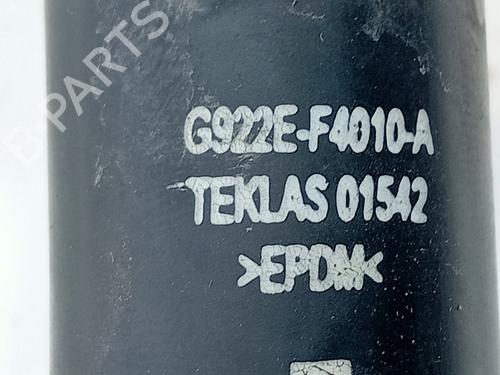 B-PARTS
G922E-F4010-A
TEKLAS 01542
>EPDM<